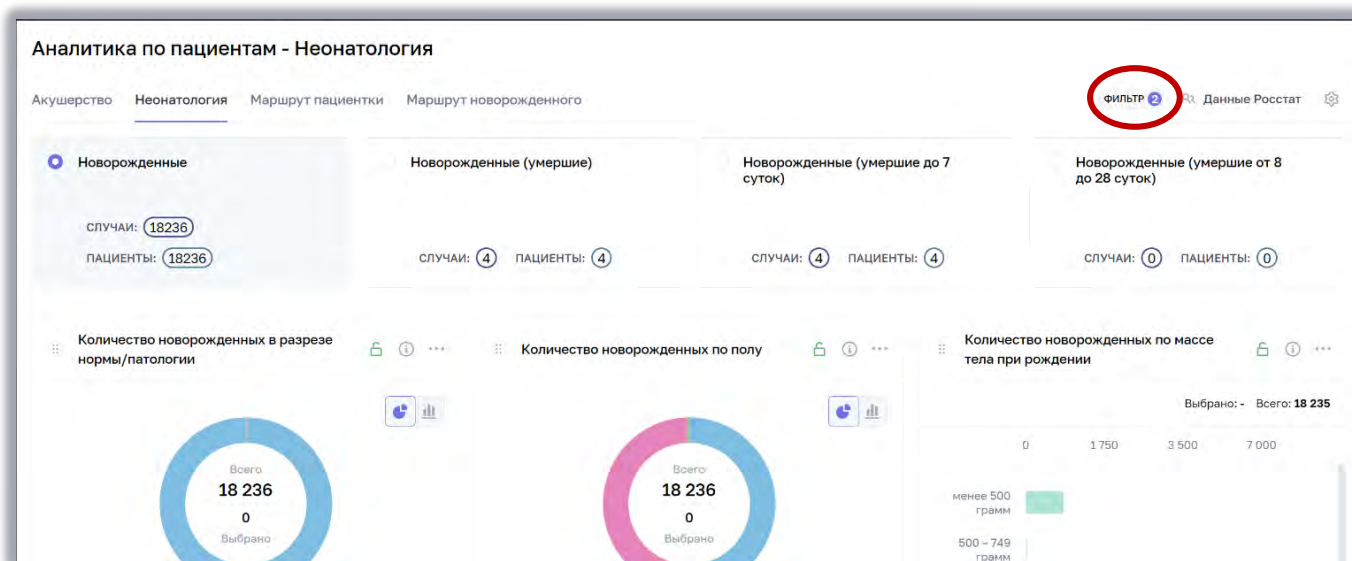 Аналитика по пациентам - Неонатология
Акушерство Неонатология Маршрут пациентки Маршрут новорожденного ФИЛЬТР 2 Данные Росстат
Новорожденные
СЛУЧАИ: 18236
ПАЦИЕНТЫ: 18236
Новорожденные (умершие)
СЛУЧАИ: 4 ПАЦИЕНТЫ: 4
Новорожденные (умершие до 7
суток)
СЛУЧАИ: 4 ПАЦИЕНТЫ: 4
Новорожденные (умершие от 8
до 28 суток)
СЛУЧАИ: 0 ПАЦИЕНТЫ: 0
Количество новорожденных в разрезе
нормы/патологии
Всего
18 236
0
Выбрано
Количество новорожденных по полу
Всего
18 236
0
Выбрано
Количество новорожденных по массе
тела при рождении
Выбрано: - Всего: 18 235
0 1 750 3 500 7 000
менее 500
грамм
500 – 749
грамм